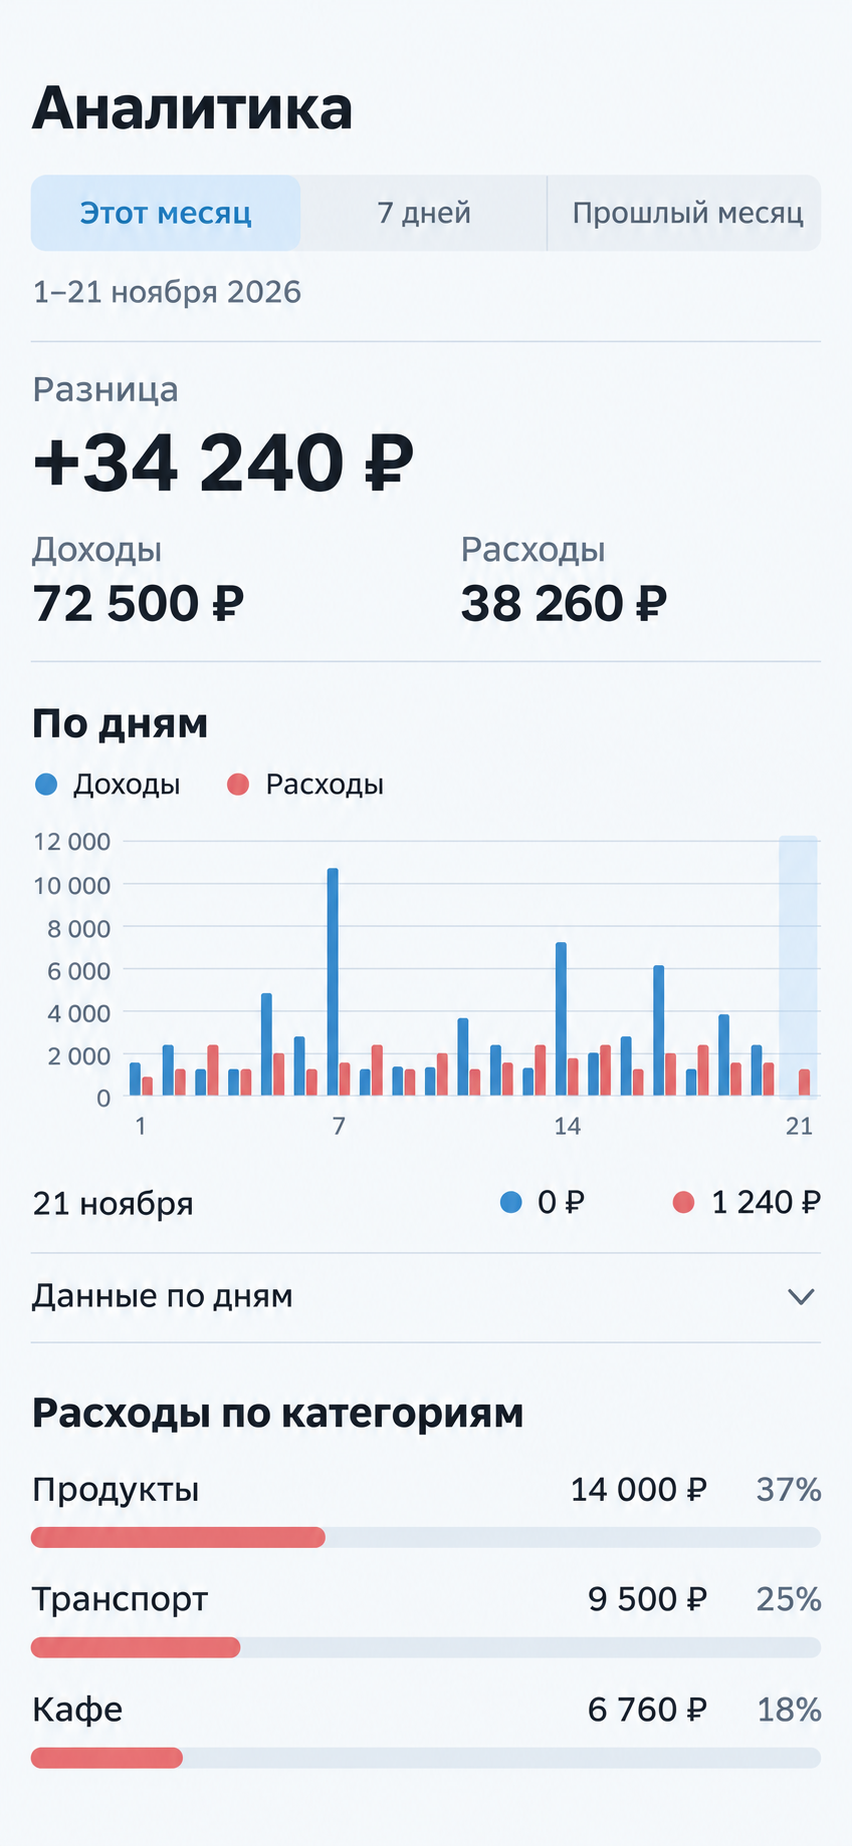 Аналитика
Этот месяц 7 дней Прошлый месяц
1–21 ноября 2026
Разница
+34 240 ₽
Доходы Расходы
72 500 ₽ 38 260 ₽
По дням
Доходы Расходы
12 000
10 000
8 000
6 000
4 000
2 000
0
1 7 14 21
21 ноября 0 ₽ 1 240 ₽
Данные по дням
Расходы по категориям
Продукты 14 000 ₽ 37%
Транспорт 9 500 ₽ 25%
Кафе 6 760 ₽ 18%